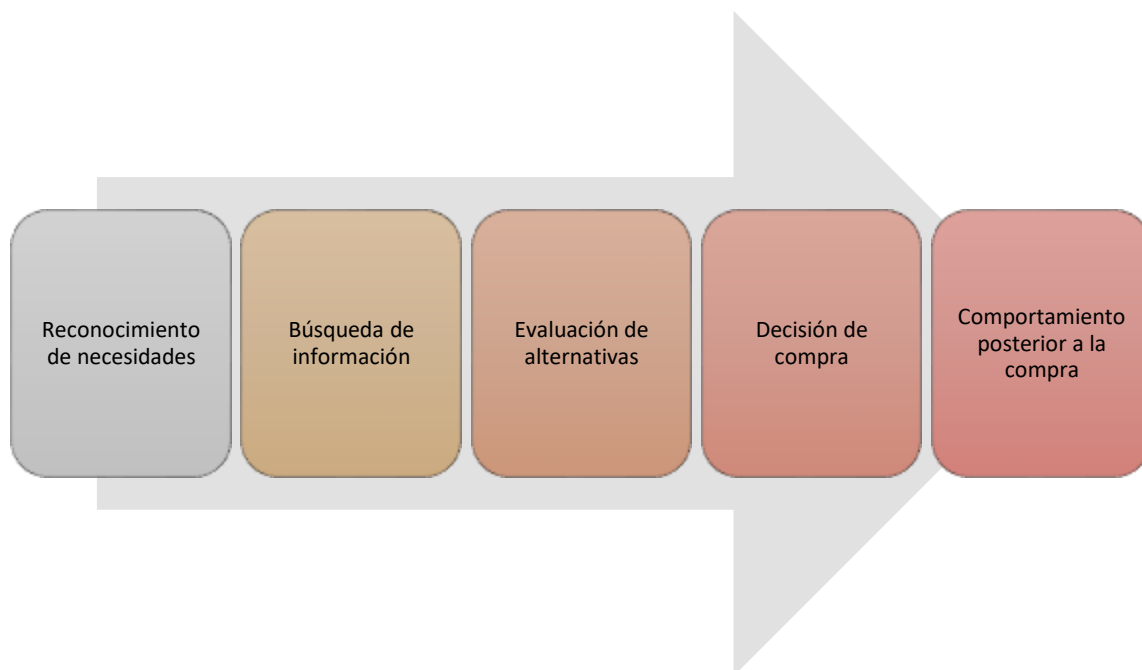 Reconocimiento
de necesidades
Búsqueda de
información
Evaluación de
alternativas
Decisión de
compra
Comportamiento
posterior a la
compra